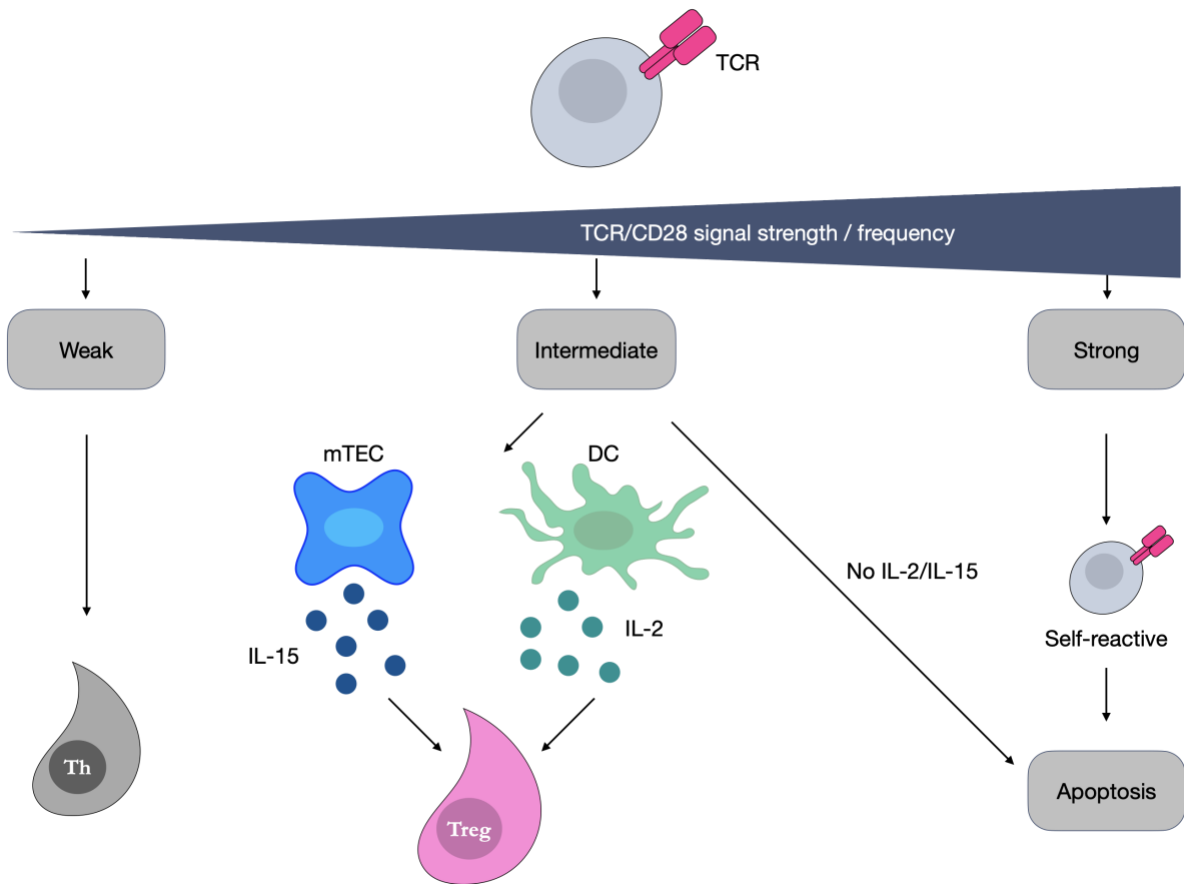 TCR
TCR/CD28 signal strength / frequency
Weak
Intermediate
Strong
mTEC
DC
No IL-2/IL-15
IL-15
IL-2
Self-reactive
Th
Treg
Apoptosis